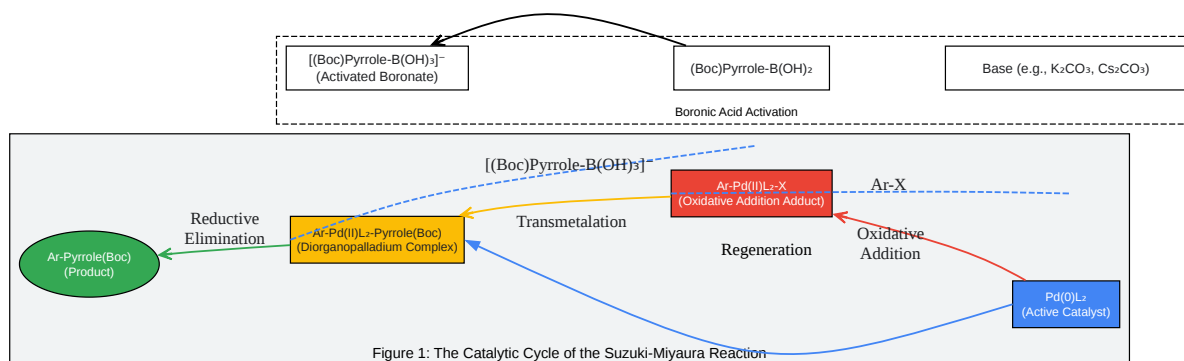 [(Boc)Pyrrole-B(OH)₃]⁻
(Activated Boronate)
(Boc)Pyrrole-B(OH)₂
Base (e.g., K₂CO₃, Cs₂CO₃)
Boronic Acid Activation
[(Boc)Pyrrole-B(OH)₃]⁻
Ar-Pd(II)L₂-X
(Oxidative Addition Adduct)
Ar-X
Reductive
Elimination
Ar-Pd(II)L₂-Pyrrole(Boc)
(Diorganopalladium Complex)
Transmetalation
Regeneration
Oxidative
Addition
Ar-Pyrrole(Boc)
(Product)
Pd(0)L₂
(Active Catalyst)
Figure 1: The Catalytic Cycle of the Suzuki-Miyaura Reaction